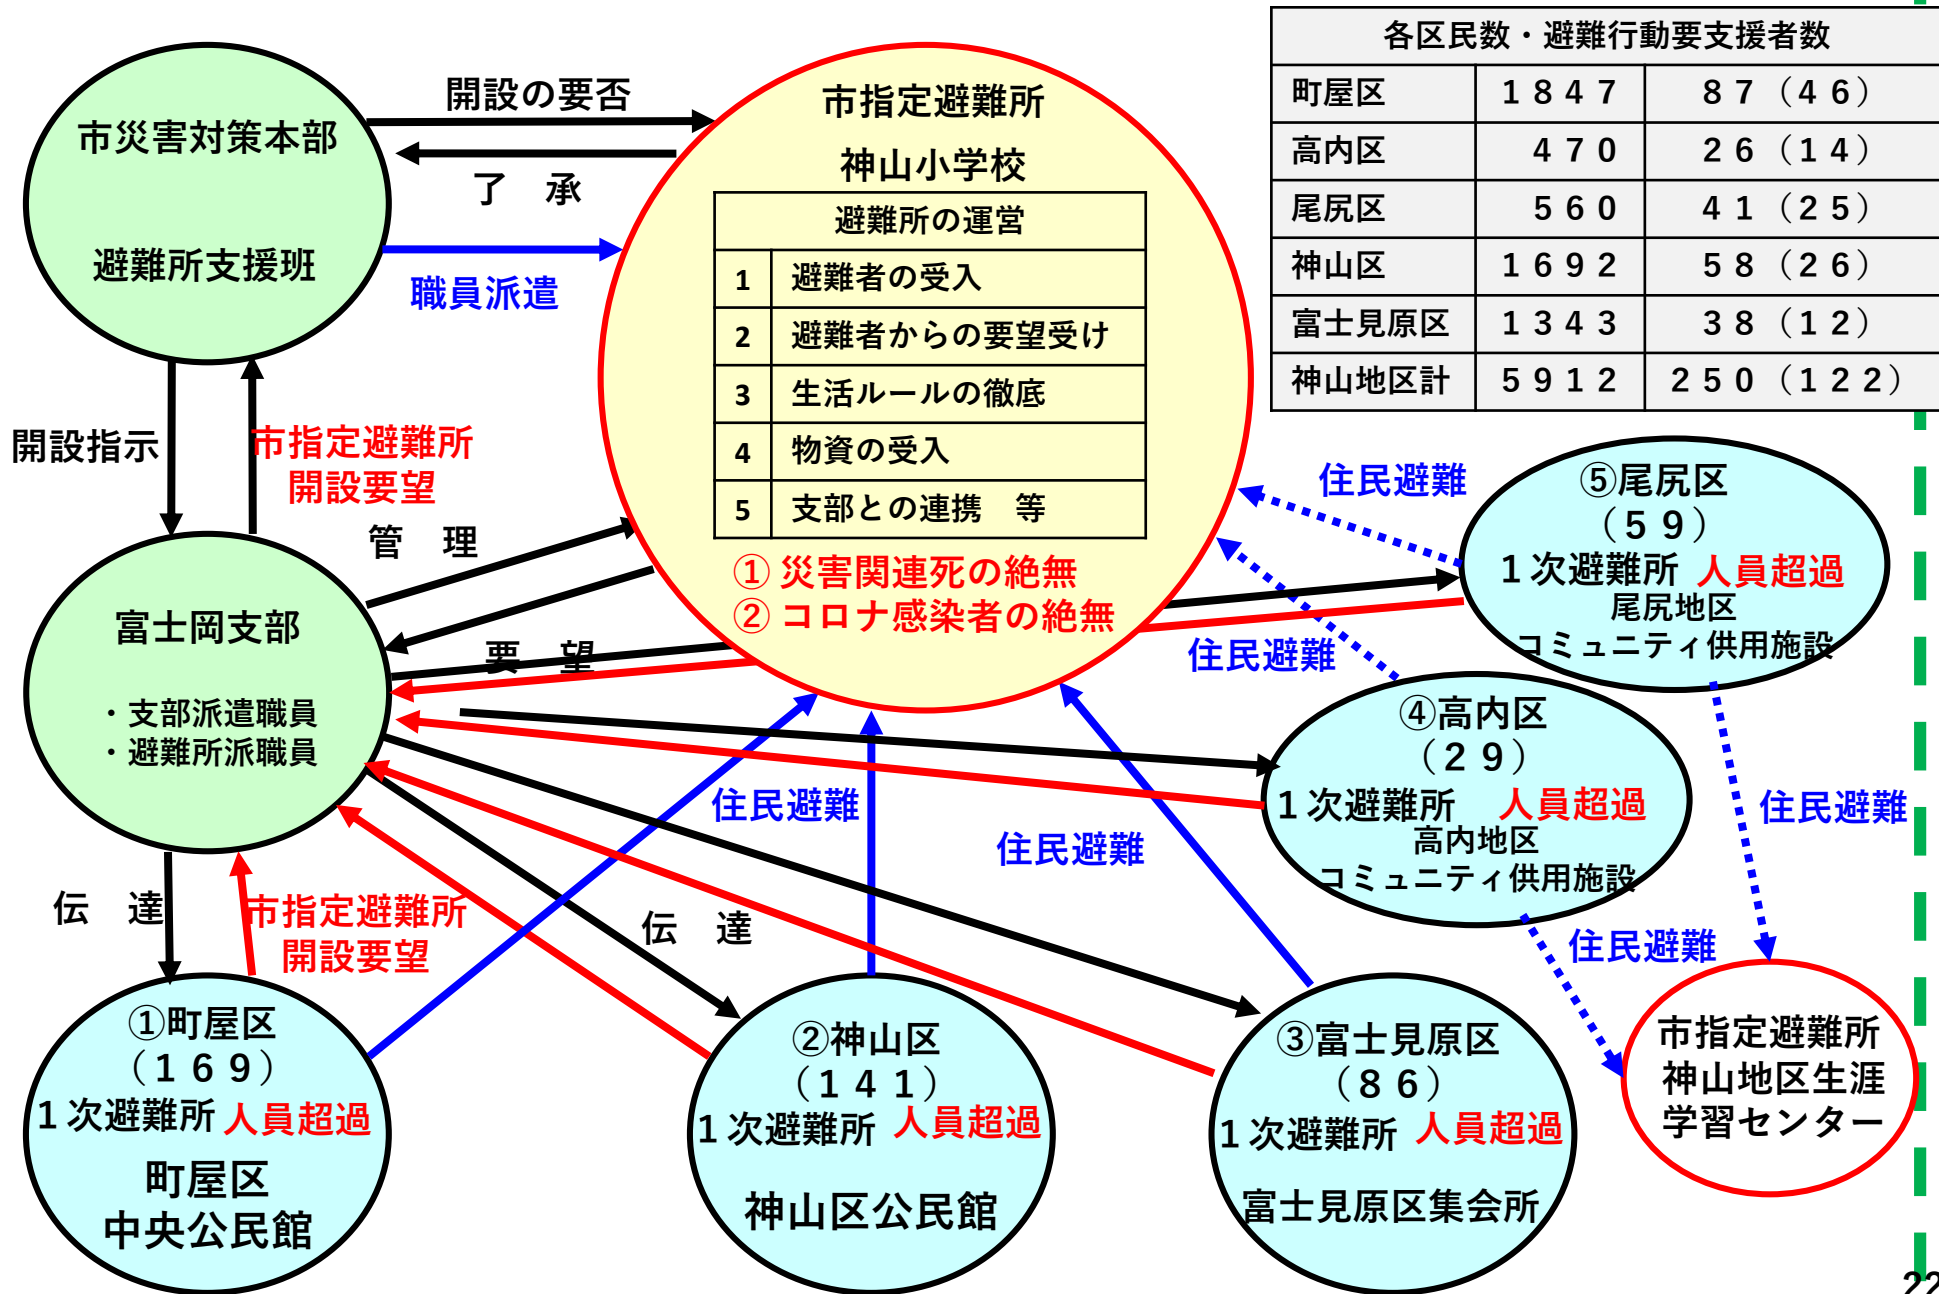 各区民数・避難行動要支援者数
町屋区 1847 87（46）
高内区 470 26（14）
尾尻区 560 41（25）
神山区 1692 58（26）
富士見原区 1343 38（12）
神山地区計 5912 250（122）
市災害対策本部
避難所支援班
開設の要否
了　承
職員派遣
市指定避難所
神山小学校
避難所の運営
1 避難者の受入
2 避難者からの要望受け
3 生活ルールの徹底
4 物資の受入
5 支部との連携　等
①災害関連死の絶無
②コロナ感染者の絶無
開設指示
市指定避難所
開設要望
管　理
要　望
富士岡支部
・支部派遣職員
・避難所派職員
住民避難
⑤尾尻区
（59）
1次避難所 人員超過
尾尻地区
コミュニティ供用施設
住民避難
④高内区
（29）
1次避難所 人員超過
高内地区
コミュニティ供用施設
住民避難
住民避難
住民避難
住民避難
伝　達
市指定避難所
開設要望
伝　達
①町屋区
（169）
1次避難所 人員超過
町屋区
中央公民館
②神山区
（141）
1次避難所 人員超過
神山区公民館
③富士見原区
（86）
1次避難所 人員超過
富士見原区集会所
市指定避難所
神山地区生涯
学習センター
22